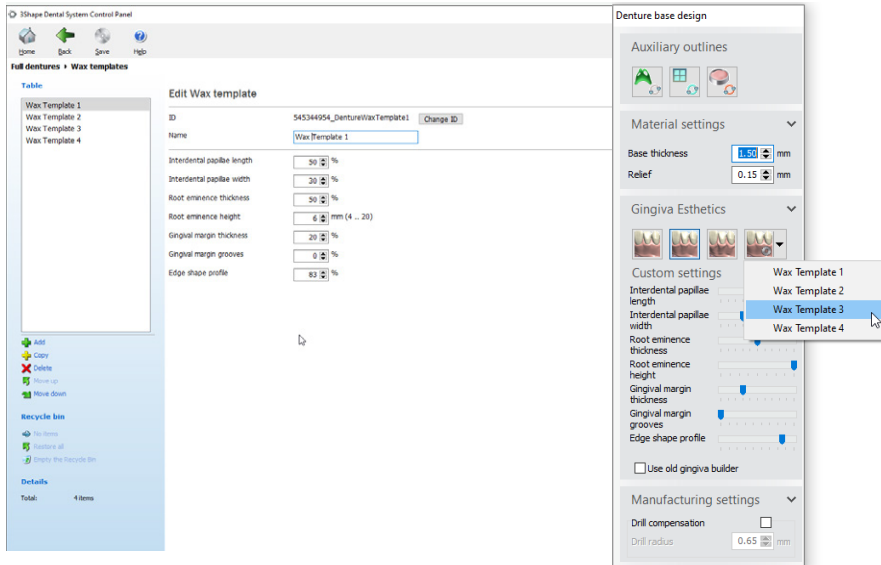 3Shape Dental System Control Panel
Home Back Save Help
Full dentures ▸ Wax templates
Table
Wax Template 1
Wax Template 2
Wax Template 3
Wax Template 4
Add
Copy
Delete
Move up
Move down
Recycle bin
No items
Restore all
Empty the Recycle Bin
Details
Total: 4 items
Edit Wax template
ID 545344954_DentureWaxTemplate1 Change ID
Name Wax Template 1
Interdental papillae length 50 %
Interdental papillae width 30 %
Root eminence thickness 50 %
Root eminence height 6 mm (4 .. 20)
Gingival margin thickness 20 %
Gingival margin grooves 0 %
Edge shape profile 83 %
Denture base design
Auxiliary outlines
Material settings
Base thickness 1.50 mm
Relief 0.15 mm
Gingiva Esthetics
Custom settings
Interdental papillae
length
Interdental papillae
width
Root eminence
thickness
Root eminence
height
Gingival margin
thickness
Gingival margin
grooves
Edge shape profile
Wax Template 1
Wax Template 2
Wax Template 3
Wax Template 4
Use old gingiva builder
Manufacturing settings
Drill compensation
Drill radius 0.65 mm